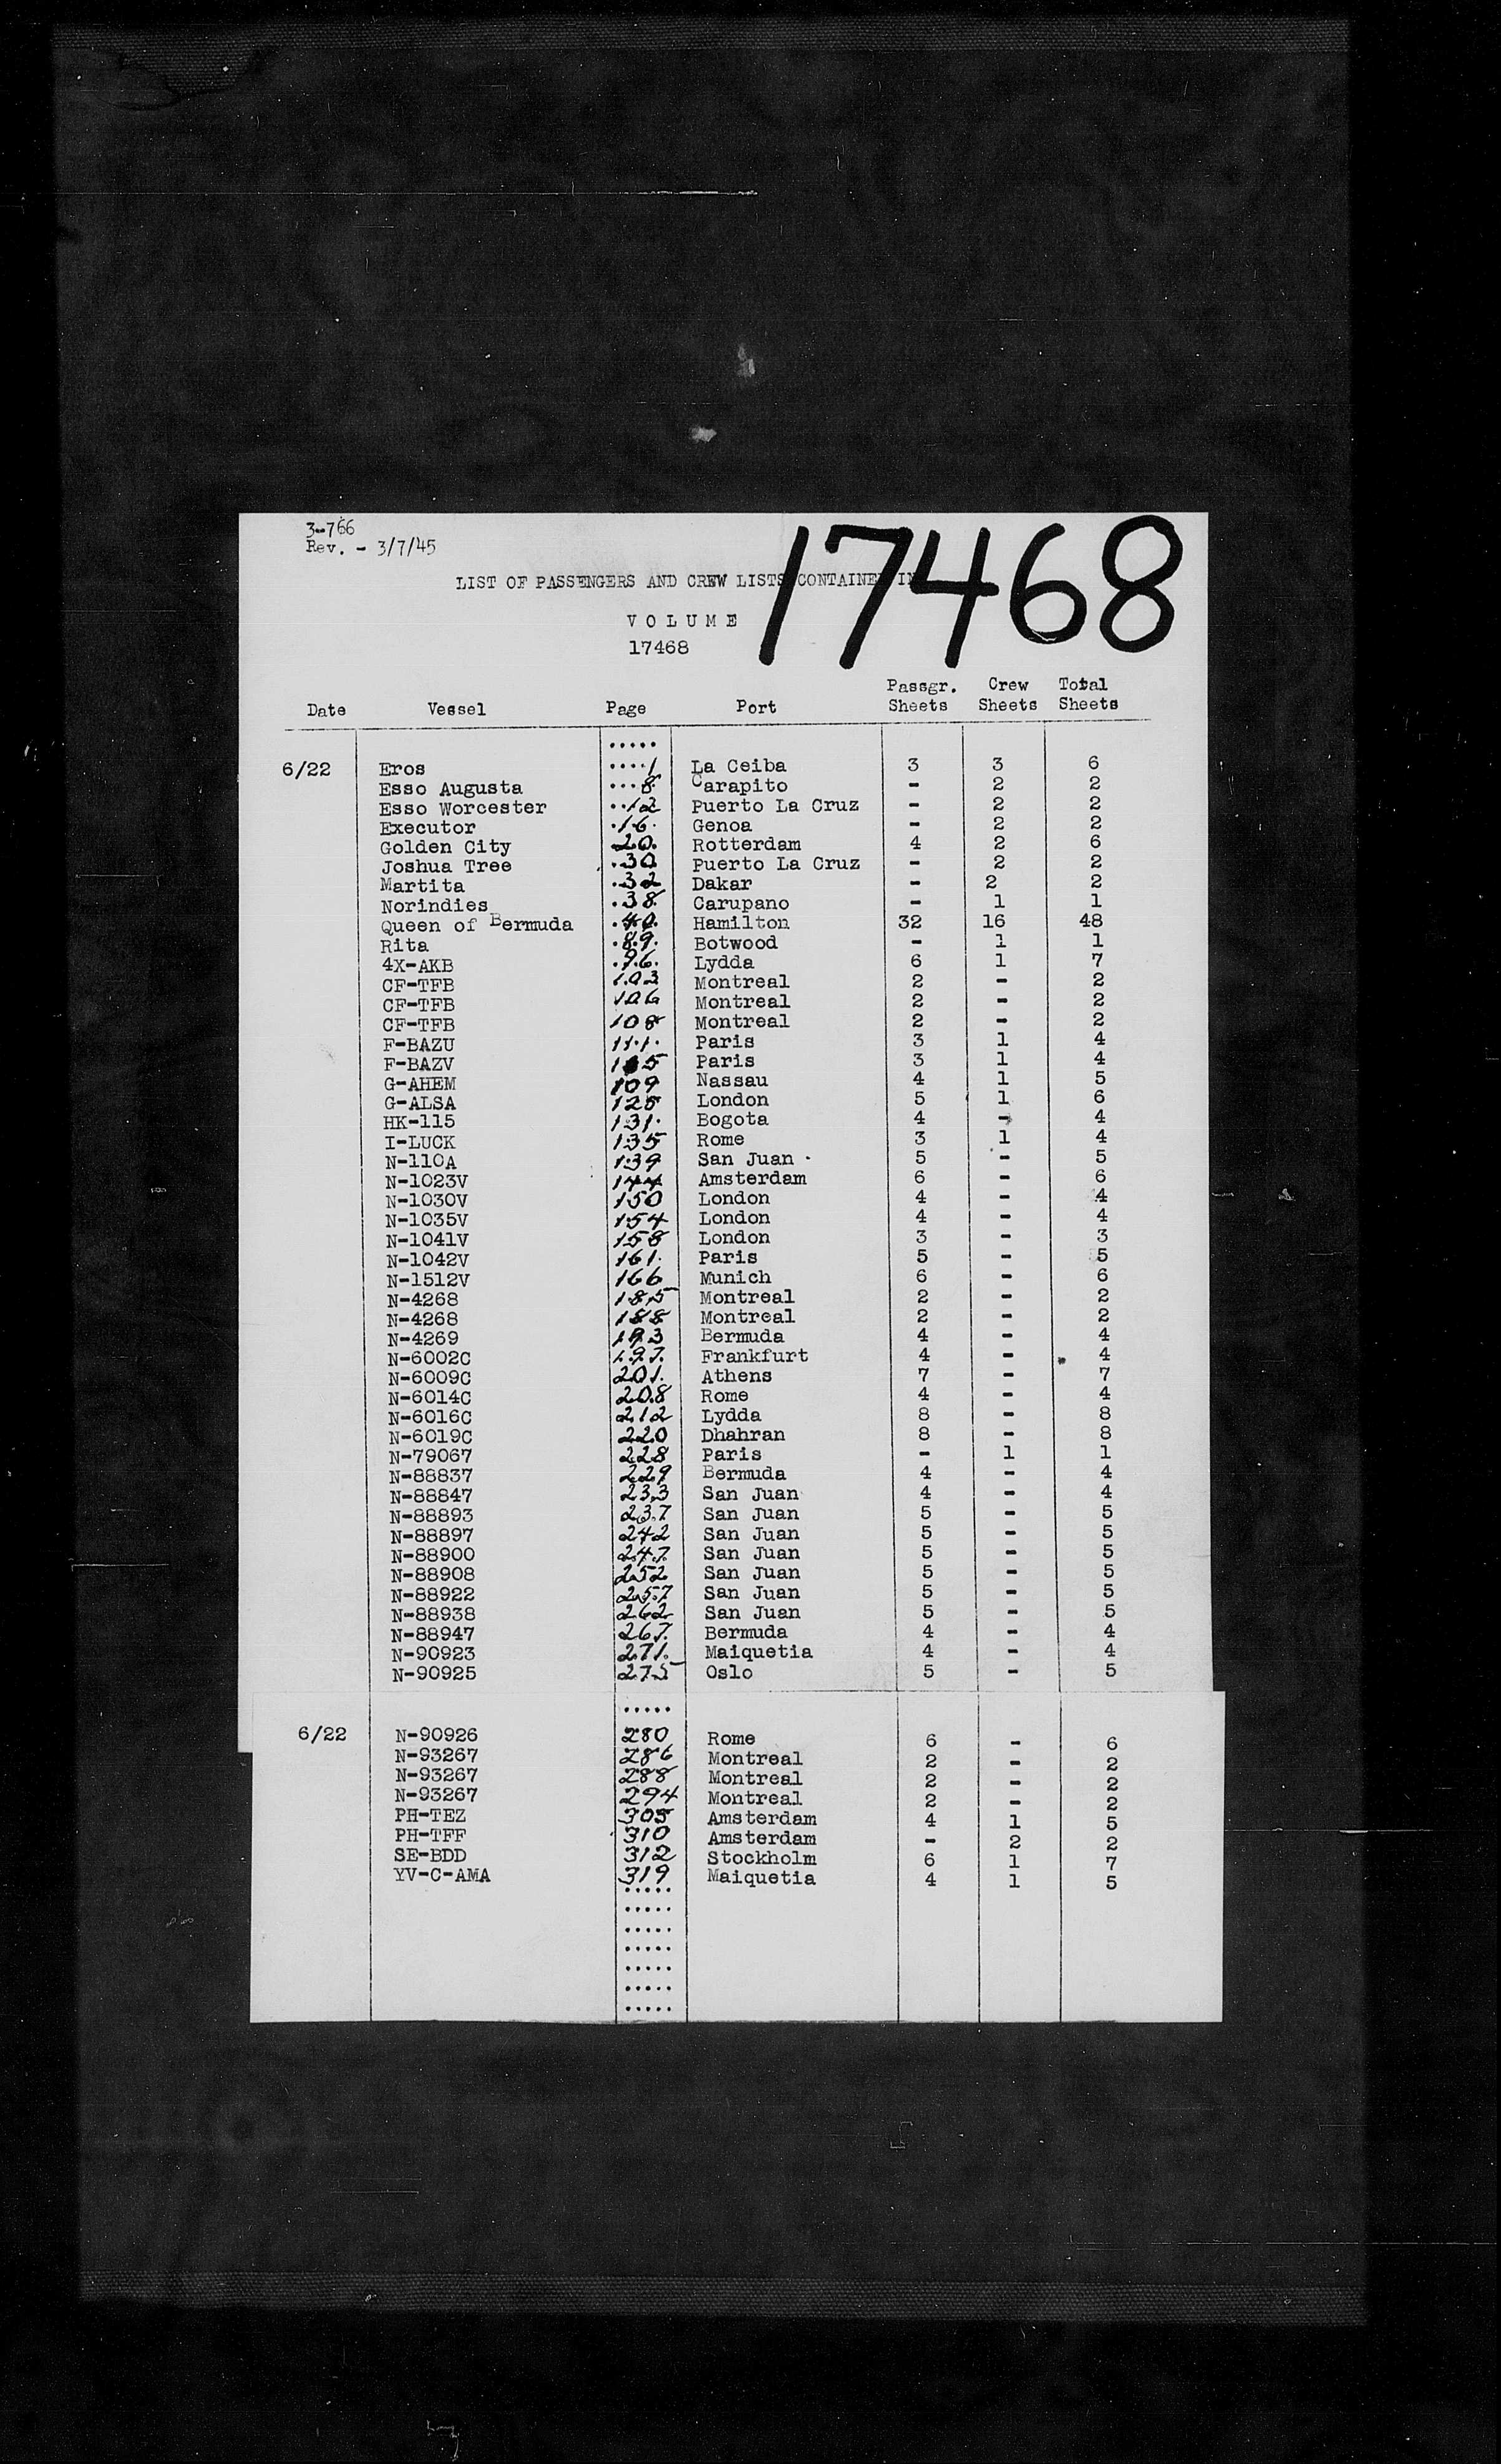 3-766
Rev. - 3/7/45
17468
LIST OF PASSENGERS AND CREW LISTS CONTAINED IN
VOLUME
17468
Date Vessel Page Port Passgr. Sheets Crew Sheets Total Sheets
.....
6/22 Eros ....1 La Ceiba 3 3 6
Esso Augusta ...8. Carapito - 2 2
Esso Worcester ..12 Puerto La Cruz - 2 2
Executor .16. Genoa - 2 2
Golden City 20. Rotterdam 4 2 6
Joshua Tree .30 Puerto La Cruz - 2 2
Martita .32 Dakar - 2 2
Norindies .38 Carupano - 1 1
Queen of Bermuda .40. Hamilton 32 16 48
Rita .89. Botwood - 1 1
4X-AKB .96. Lydda 6 1 7
CF-TFB 103 Montreal 2 - 2
CF-TFB 106 Montreal 2 - 2
CF-TFB 108 Montreal 2 - 2
F-BAZU 111. Paris 3 1 4
F-BAZV 115 Paris 3 1 4
G-AHEM 109 Nassau 4 1 5
G-ALSA 125 London 5 1 6
HK-115 131. Bogota 4 - 4
I-LUCK 135 Rome 3 1 4
N-110A 139 San Juan 5 - 5
N-1023V 144 Amsterdam 6 - 6
N-1030V 150 London 4 - 4
N-1035V 154 London 4 - 4
N-1041V 158 London 3 - 3
N-1042V 161. Paris 5 - 5
N-1512V 166 Munich 6 - 6
N-4268 185 Montreal 2 - 2
N-4268 188 Montreal 2 - 2
N-4269 193 Bermuda 4 - 4
N-6002C 197. Frankfurt 4 - 4
N-6009C 201. Athens 7 - 7
N-6014C 208 Rome 4 - 4
N-6016C 212 Lydda 8 - 8
N-6019C 220 Dhahran 8 - 8
N-79067 228 Paris - 1 1
N-88837 229 Bermuda 4 - 4
N-88847 233 San Juan 4 - 4
N-88893 237 San Juan 5 - 5
N-88897 242 San Juan 5 - 5
N-88900 247. San Juan 5 - 5
N-88908 252 San Juan 5 - 5
N-88922 257 San Juan 5 - 5
N-88938 262 San Juan 5 - 5
N-88947 267. Bermuda 4 - 4
N-90923 271. Maiquetia 4 - 4
N-90925 275 Oslo 5 - 5
.....
6/22 N-90926 280 Rome 6 - 6
N-93267 286 Montreal 2 - 2
N-93267 288 Montreal 2 - 2
N-93267 294 Montreal 2 - 2
PH-TEZ 305 Amsterdam 4 1 5
PH-TFF 310 Amsterdam - 2 2
SE-BDD 312 Stockholm 6 1 7
YV-C-AMA 319 Maiquetia 4 1 5
.....
.....
.....
.....
.....
.....
.....